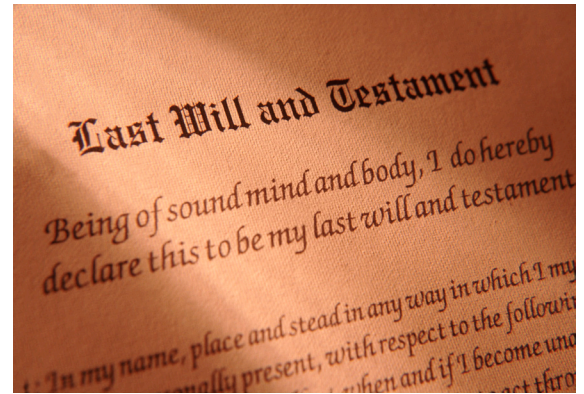 Last Will and Testament
Being of sound mind and body, I do hereby
declare this to be my last will and testament
: In my name, place and stead in any way in which I my
present, with respect to the
when and if I become